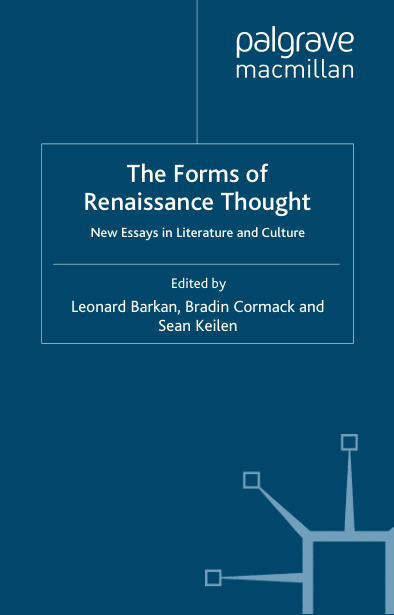 palgrave
macmillan
The Forms of
Renaissance Thought
New Essays in Literature and Culture
Edited by
Leonard Barkan, Bradin Cormack and
Sean Keilen